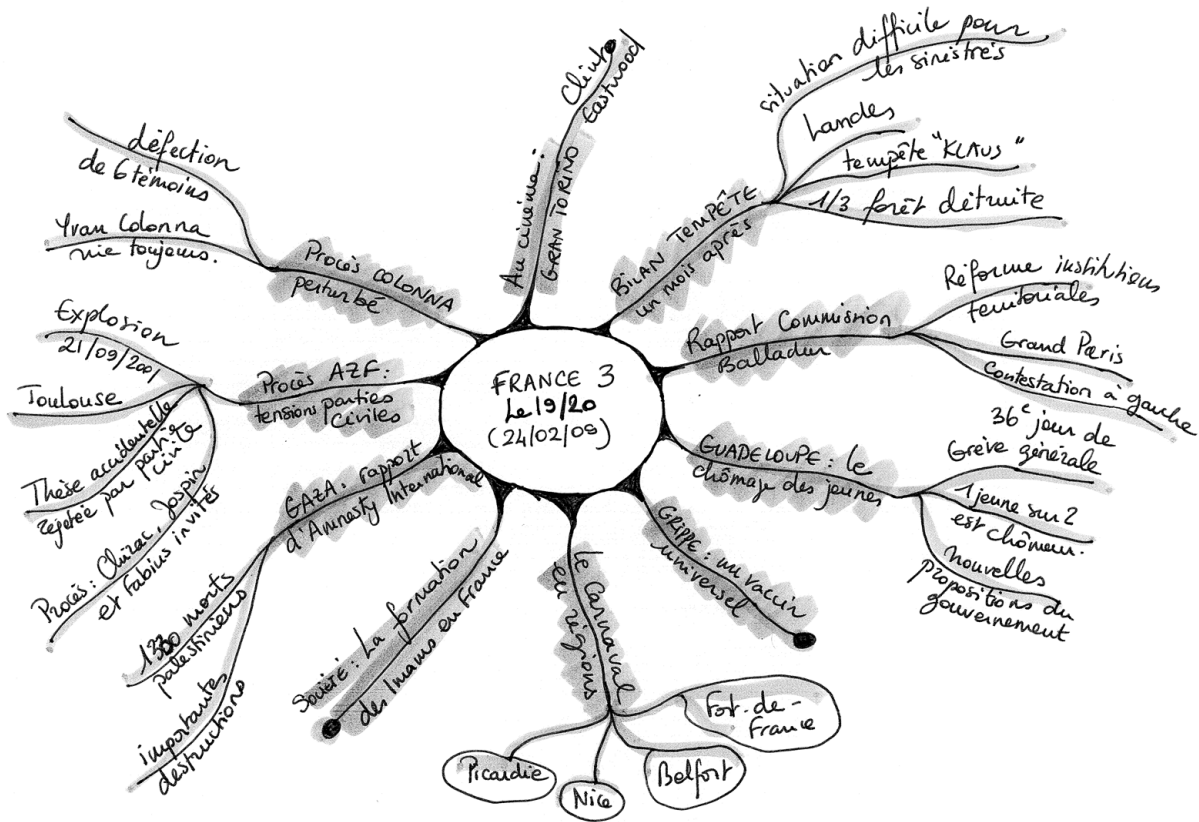 FRANCE 3
Le 19/20
(24/02/09)
Au cinéma:
GRAN TORINO
Clint
Eastwood
BILAN TEMPÊTE
un mois après
situation difficile pour
les sinistrés
Landes
tempête "KLAUS"
1/3 forêt détruite
Rapport Commission
Balladur
Réforme institutions
territoriales
Grand Paris
Contestation à gauche
GUADELOUPE: le
chômage des jeunes
36e jour de
Grève générale
1 jeune sur 2
est chômeur.
nouvelles
propositions du
gouvernement
GRIPPE: un vaccin
universel
Le Carnaval
en régions
Fort-de-
France
Belfort
Nice
Picardie
SOCIÉTÉ: La formation
des Imams en France
GAZA: rapport
d'Amnesty International
1330 morts
palestiniens
importantes
destructions
Procès AZF:
tensions parties
civiles
Explosion
21/09/2001
Toulouse
Thèse accidentelle
rejetée par partie
civile
Procès: Chirac, Jospin
et Fabius invités
Procès COLONNA
perturbé
défection
de 6 témoins
Yvan Colonna
nie toujours.